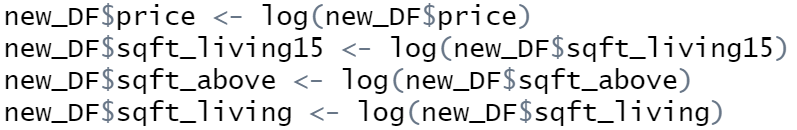 new_DF$price <- log(new_DF$price)
new_DF$sqft_living15 <- log(new_DF$sqft_living15)
new_DF$sqft_above <- log(new_DF$sqft_above)
new_DF$sqft_living <- log(new_DF$sqft_living)